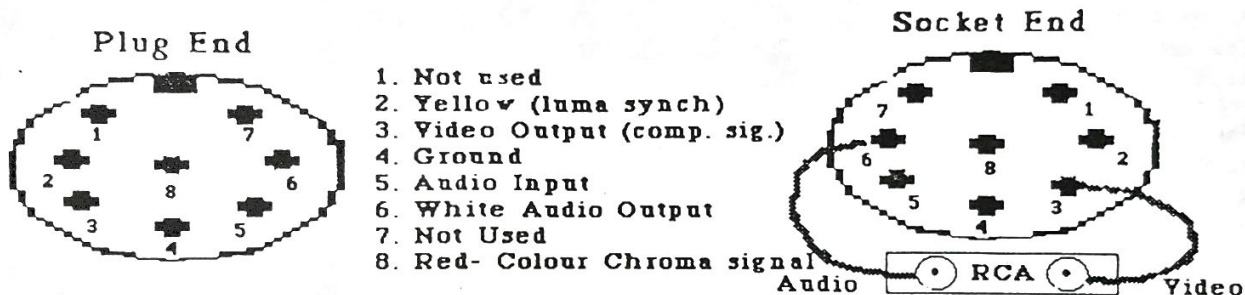 Plug End
1
7
2
8
6
3
4
5
1. Not used
2. Yellow (luma synch)
3. Video Output (comp. sig.)
4. Ground
5. Audio Input
6. White Audio Output
7. Not Used
8. Red- Colour Chroma signal
Socket End
7
1
6
8
2
5
4
3
RCA
Audio
Video